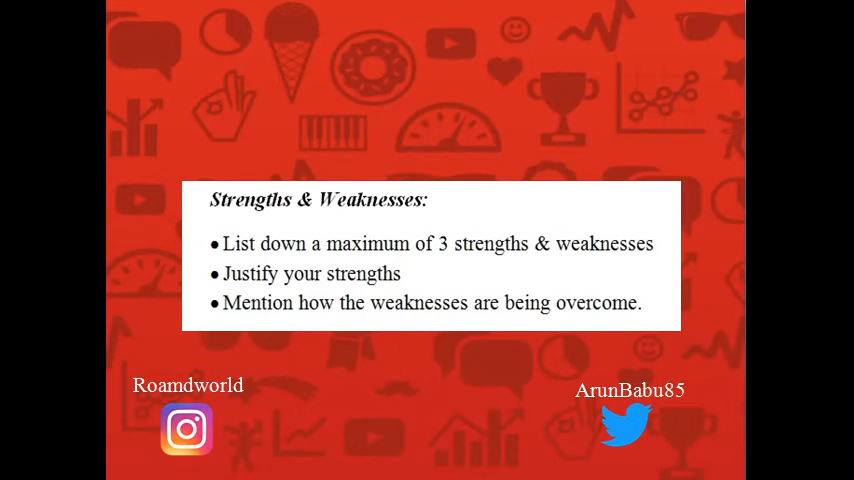 Strengths & Weaknesses:
• List down a maximum of 3 strengths & weaknesses
• Justify your strengths
• Mention how the weaknesses are being overcome.
Roamdworld
ArunBabu85